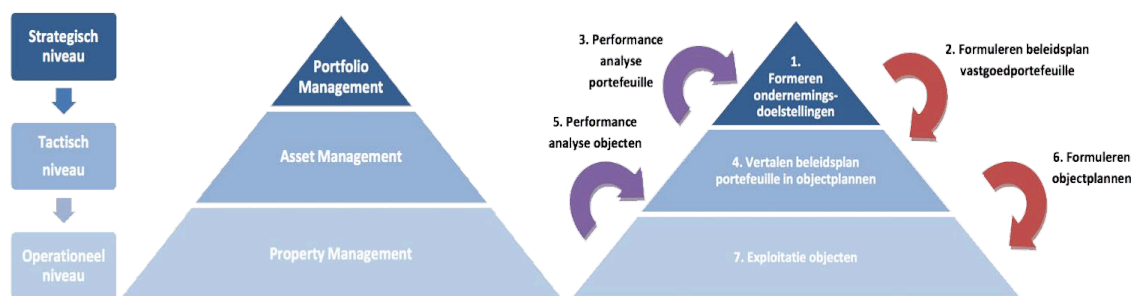 Strategisch
niveau
Tactisch
niveau
Operationeel
niveau
Portfolio
Management
Asset Management
Property Management
3. Performance
analyse
portefeuille
1.
Formeren
ondernemings-
doelstellingen
2. Formuleren beleidsplan
vastgoedportefeuille
5. Performance
analyse objecten
4. Vertalen beleidsplan
portefeuille in objectplannen
6. Formuleren
objectplannen
7. Exploitatie objecten